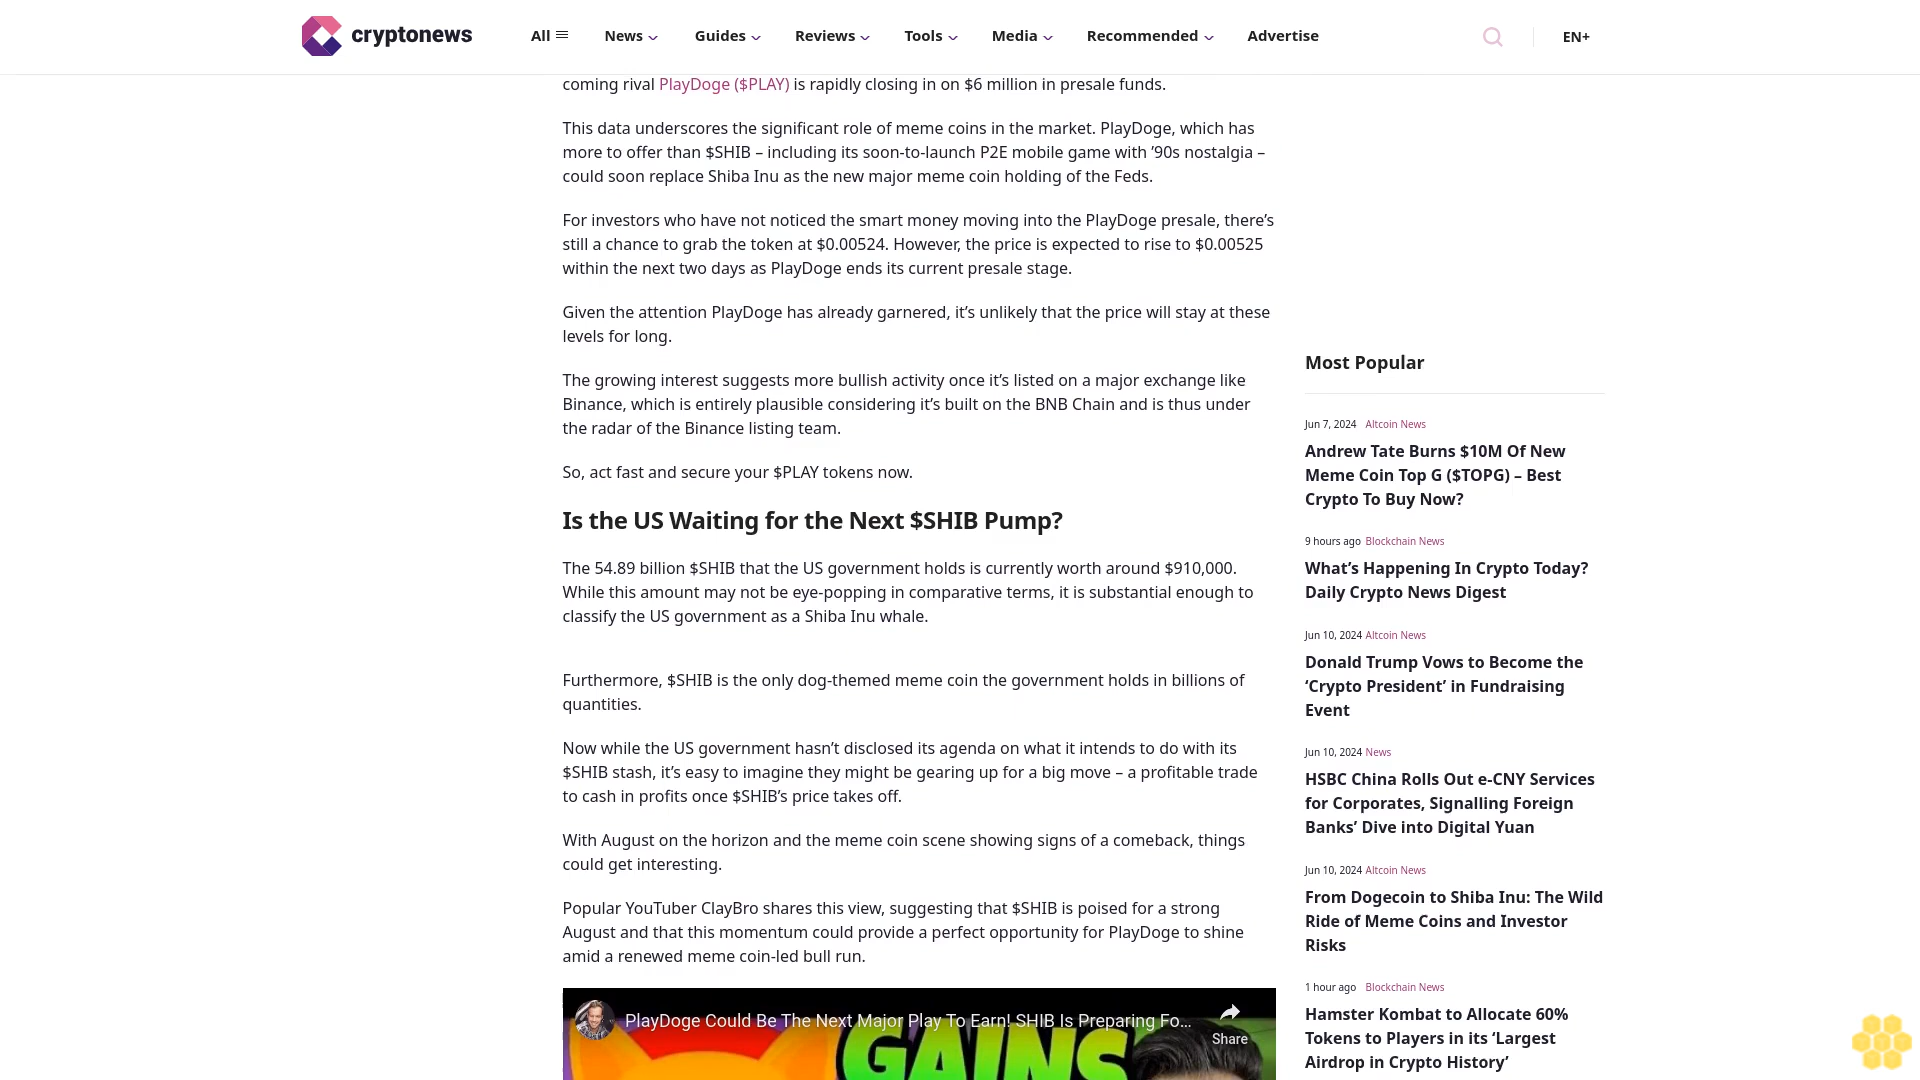 cryptonews
All
News
Guides
Reviews
Tools
Media
Recommended
Advertise
EN+
coming rival PlayDoge ($PLAY) is rapidly closing in on $6 million in presale funds.
This data underscores the significant role of meme coins in the market. PlayDoge, which has
more to offer than $SHIB – including its soon-to-launch P2E mobile game with ’90s nostalgia –
could soon replace Shiba Inu as the new major meme coin holding of the Feds.
For investors who have not noticed the smart money moving into the PlayDoge presale, there’s
still a chance to grab the token at $0.00524. However, the price is expected to rise to $0.00525
within the next two days as PlayDoge ends its current presale stage.
Given the attention PlayDoge has already garnered, it’s unlikely that the price will stay at these
levels for long.
The growing interest suggests more bullish activity once it’s listed on a major exchange like
Binance, which is entirely plausible considering it’s built on the BNB Chain and is thus under
the radar of the Binance listing team.
So, act fast and secure your $PLAY tokens now.
Is the US Waiting for the Next $SHIB Pump?
The 54.89 billion $SHIB that the US government holds is currently worth around $910,000.
While this amount may not be eye-popping in comparative terms, it is substantial enough to
classify the US government as a Shiba Inu whale.
Furthermore, $SHIB is the only dog-themed meme coin the government holds in billions of
quantities.
Now while the US government hasn’t disclosed its agenda on what it intends to do with its
$SHIB stash, it’s easy to imagine they might be gearing up for a big move – a profitable trade
to cash in profits once $SHIB’s price takes off.
With August on the horizon and the meme coin scene showing signs of a comeback, things
could get interesting.
Popular YouTuber ClayBro shares this view, suggesting that $SHIB is poised for a strong
August and that this momentum could provide a perfect opportunity for PlayDoge to shine
amid a renewed meme coin-led bull run.
PlayDoge Could Be The Next Major Play To Earn! SHIB Is Preparing Fo...
Share
GAINS
Most Popular
Jun 7, 2024 Altcoin News
Andrew Tate Burns $10M Of New
Meme Coin Top G ($TOPG) – Best
Crypto To Buy Now?
9 hours ago Blockchain News
What’s Happening In Crypto Today?
Daily Crypto News Digest
Jun 10, 2024 Altcoin News
Donald Trump Vows to Become the
‘Crypto President’ in Fundraising
Event
Jun 10, 2024 News
HSBC China Rolls Out e-CNY Services
for Corporates, Signalling Foreign
Banks’ Dive into Digital Yuan
Jun 10, 2024 Altcoin News
From Dogecoin to Shiba Inu: The Wild
Ride of Meme Coins and Investor
Risks
1 hour ago Blockchain News
Hamster Kombat to Allocate 60%
Tokens to Players in its ‘Largest
Airdrop in Crypto History’